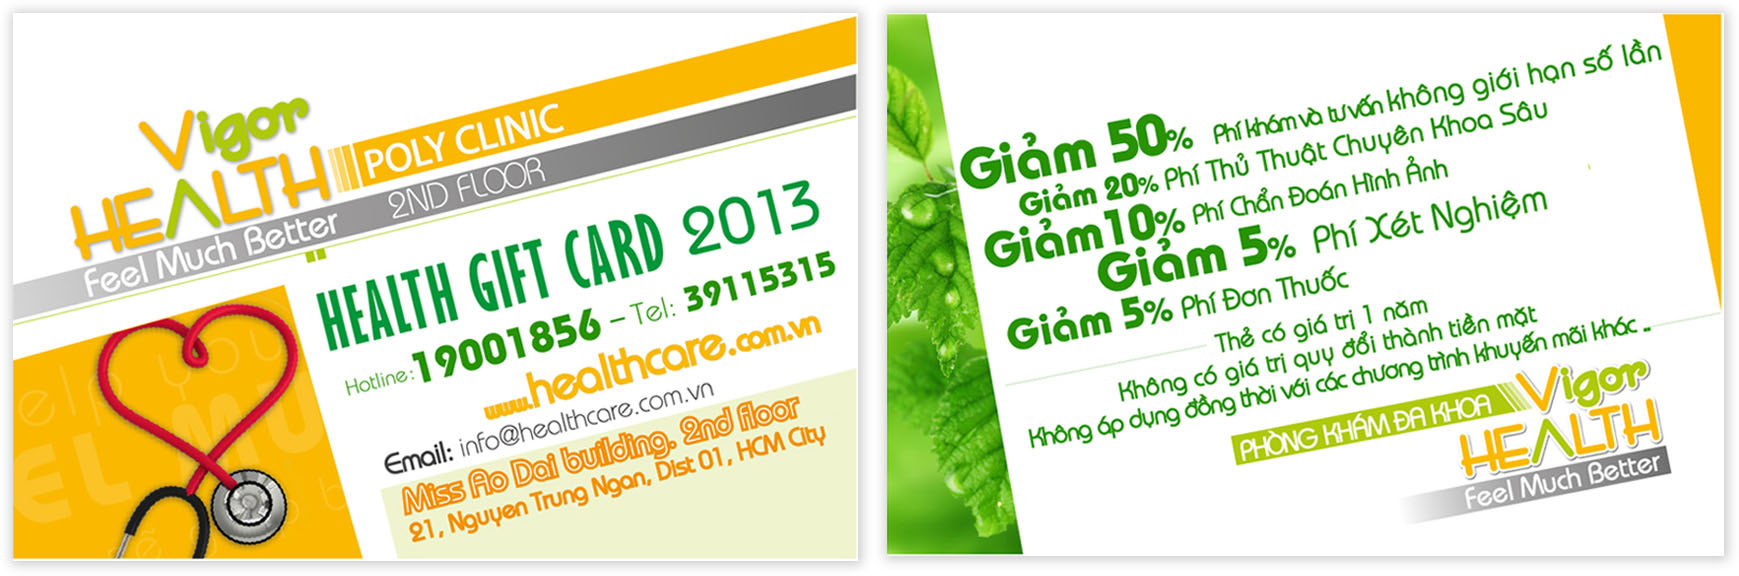 Vigor
HEALTH
POLY CLINIC
Feel Much Better
2ND FLOOR
HEALTH GIFT CARD 2013
Hotline: 19001856 – Tel: 39115315
www.healthcare.com.vn
Email: info@healthcare.com.vn
Miss Ao Dai building, 2nd floor
21, Nguyen Trung Ngan, Dist 01, HCM City
Giảm 50% Phí khám và tư vấn không giới hạn số lần
Giảm 20% Phí Thủ Thuật Chuyên Khoa Sâu
Giảm 10% Phí Chẩn Đoán Hình Ảnh
Giảm 5% Phí Xét Nghiệm
Giảm 5% Phí Đơn Thuốc
Thẻ có giá trị 1 năm
Không có giá trị quy đổi thành tiền mặt
Không áp dụng đồng thời với các chương trình khuyến mãi khác ..
PHÒNG KHÁM ĐA KHOA
Vigor
HEALTH
Feel Much Better